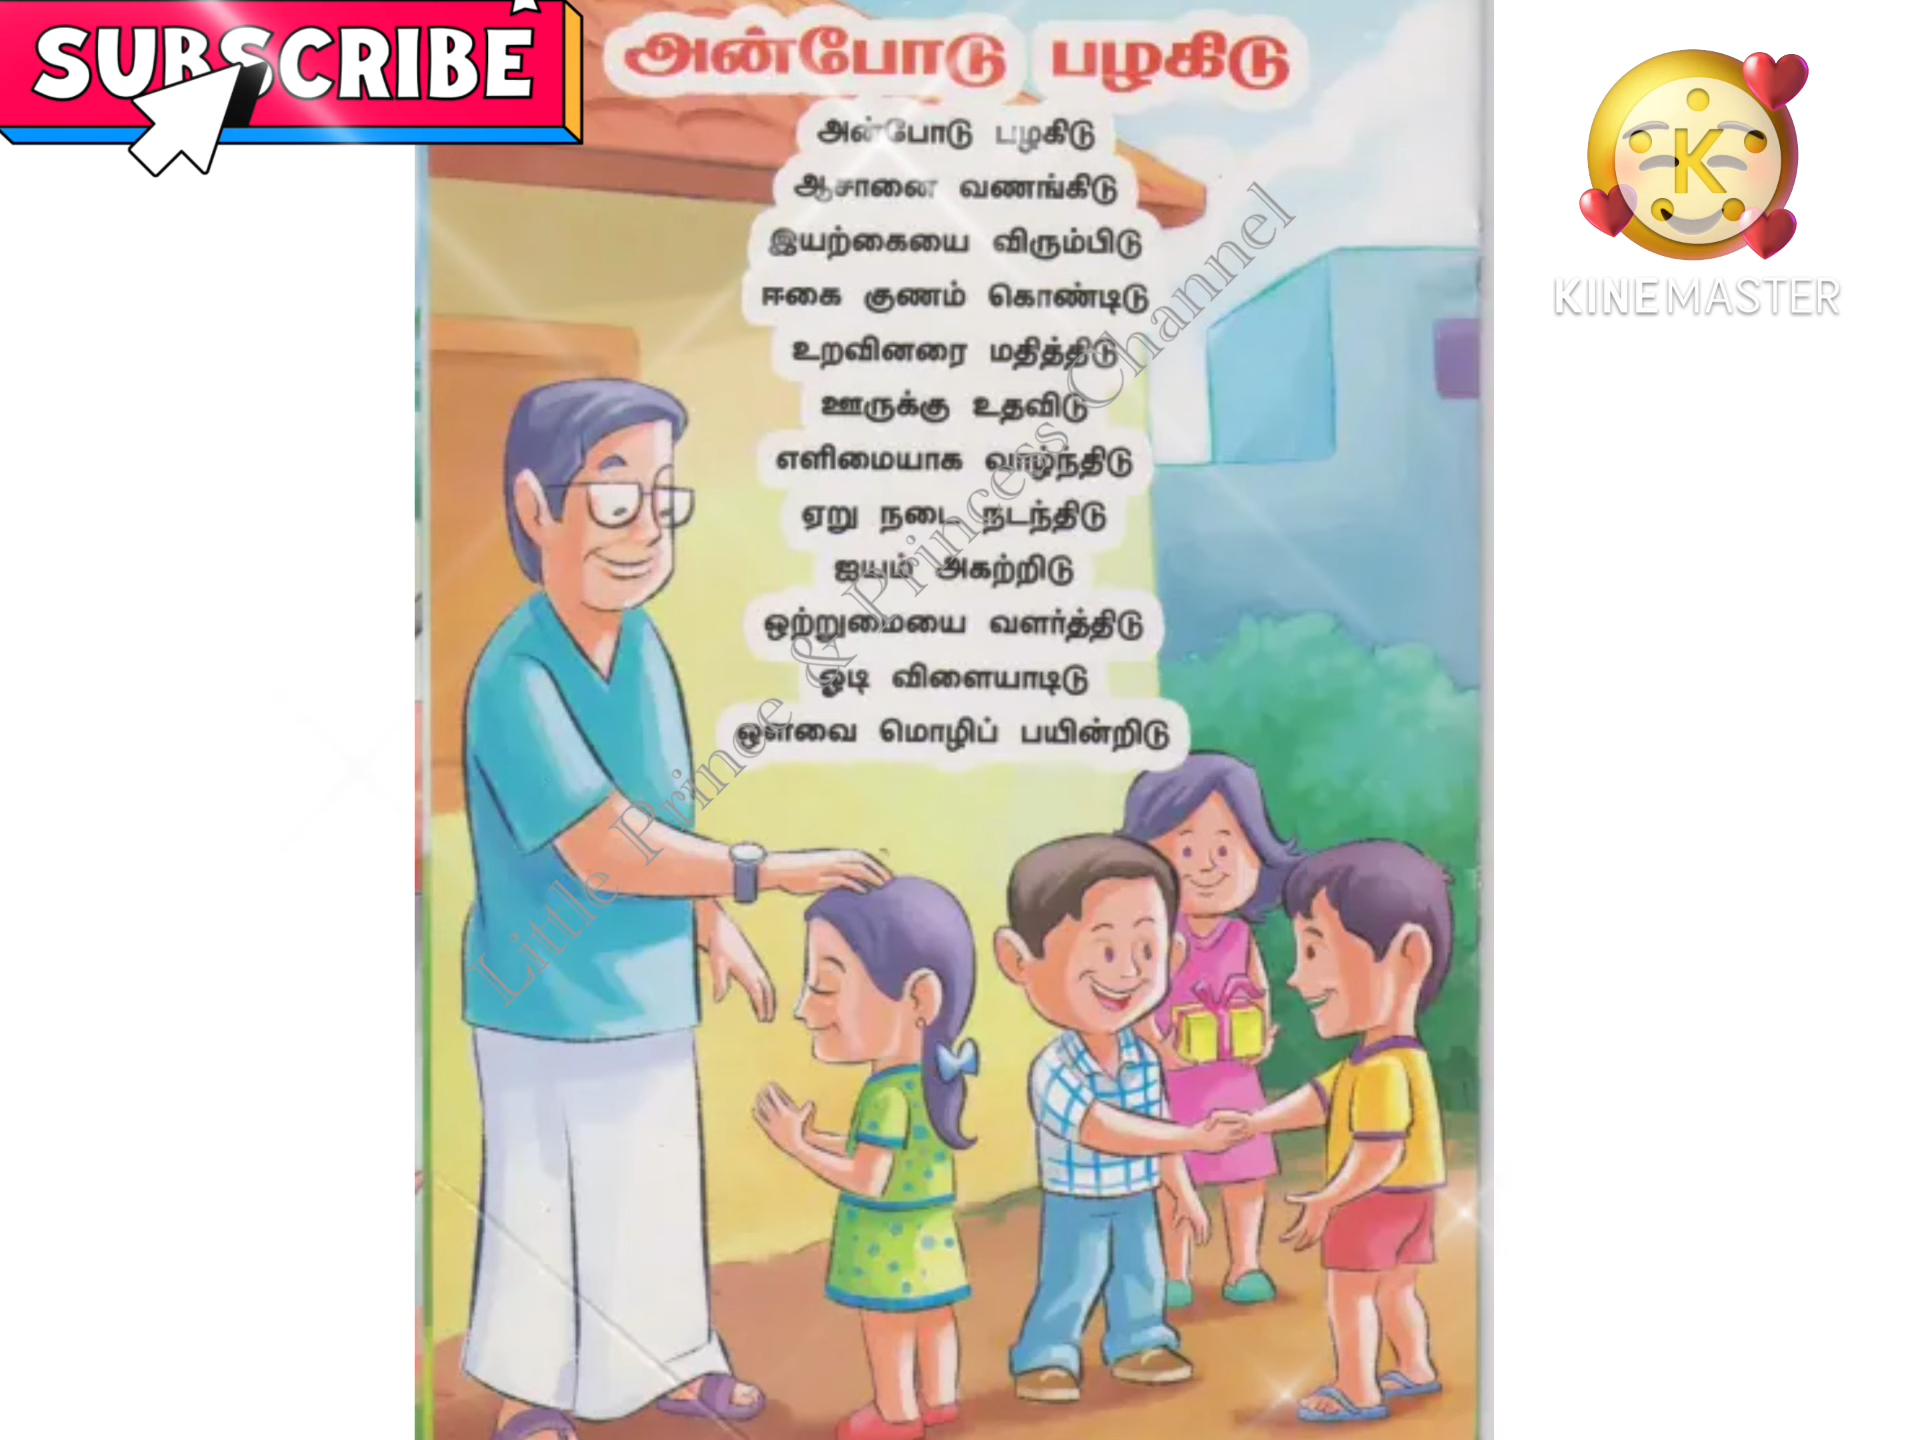 SUBSCRIBE
அன்போடு பழகிடு
அன்போடு பழகிடு
ஆசானை வணங்கிடு
இயற்கையை விரும்பிடு
ஈகை குணம் கொண்டிடு
உறவினரை மதித்திடு
ஊருக்கு உதவிடு
எளிமையாக வாழ்ந்திடு
ஏறு நடை நடந்திடு
ஐயம் அகற்றிடு
ஒற்றுமையை வளர்த்திடு
ஓடி விளையாடிடு
ஔவை மொழிப் பயின்றிடு
Little Prince & Princess Channel
K
KINEMASTER